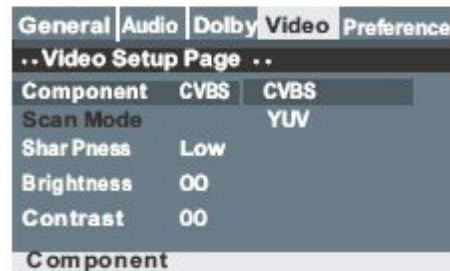 General Audio Dolby Video Preference
.. Video Setup Page ..
Component CVBS CVBS
Scan Mode YUV
Shar Pness Low
Brightness 00
Contrast 00
Component